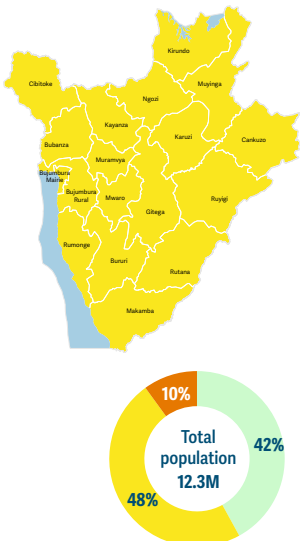 Kirundo
Cibitoke
Muyinga
Ngozi
Kayanza
Karuzi
Cankuzo
Bubanza
Muramvya
Bujumbura
Mairie
Bujumbura
Rural
Mwaro
Ruyigi
Gitega
Rumonge
Bururi
Rutana
Makamba
10%
Total
population
12.3M
42%
48%